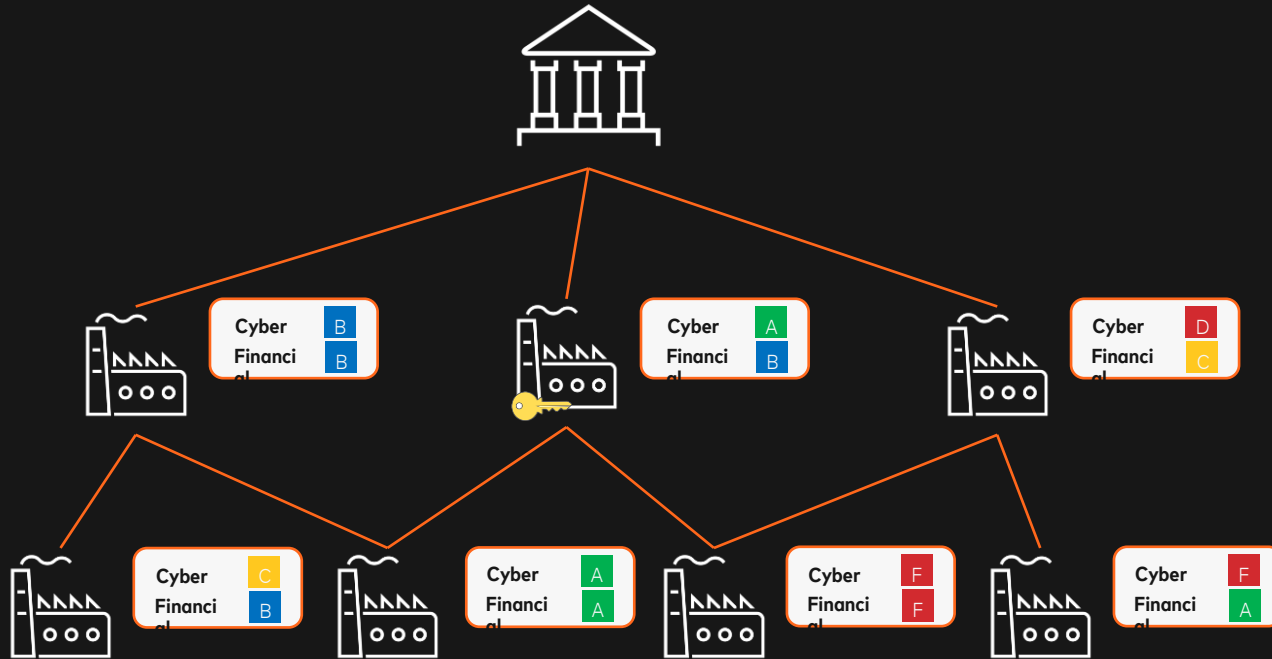 Cyber B
Financi B
al
Cyber A
Financi B
al
Cyber D
Financi C
al
Cyber C
Financi B
al
Cyber A
Financi A
al
Cyber F
Financi F
al
Cyber F
Financi A
al